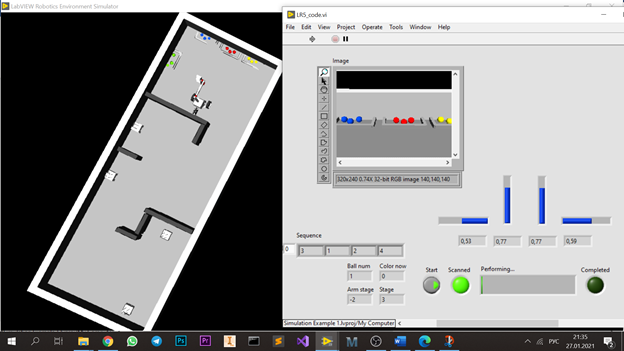 LabVIEW Robotics Environment Simulator
LR5_code.vi
File Edit View Project Operate Tools Window Help
Image
320x240 0.74X 32-bit RGB image 140,140,140
0,53
0,77
0,77
0,59
Sequence
0
3
1
2
4
Ball num
Color now
1
0
Arm stage
Stage
-2
3
Start
Scanned
Performing...
Completed
Simulation Example 1.lvproj/My Computer
21:35
РУС
27.01.2021